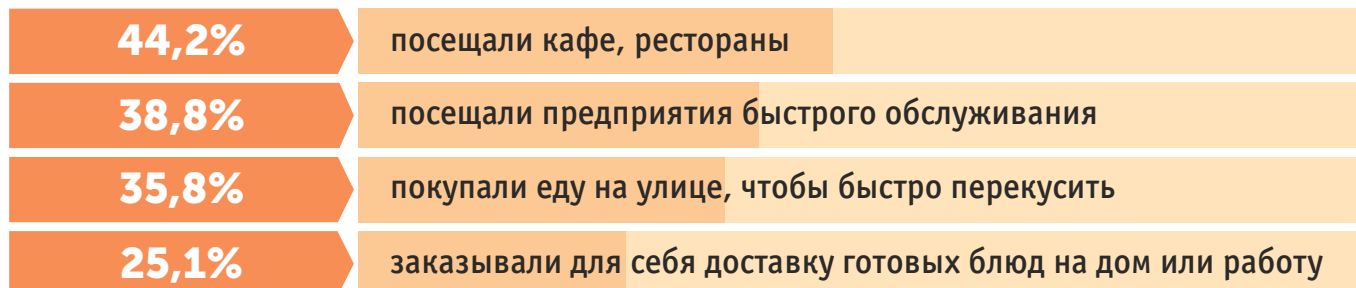 44,2% посещали кафе, рестораны
38,8% посещали предприятия быстрого обслуживания
35,8% покупали еду на улице, чтобы быстро перекусить
25,1% заказывали для себя доставку готовых блюд на дом или работу